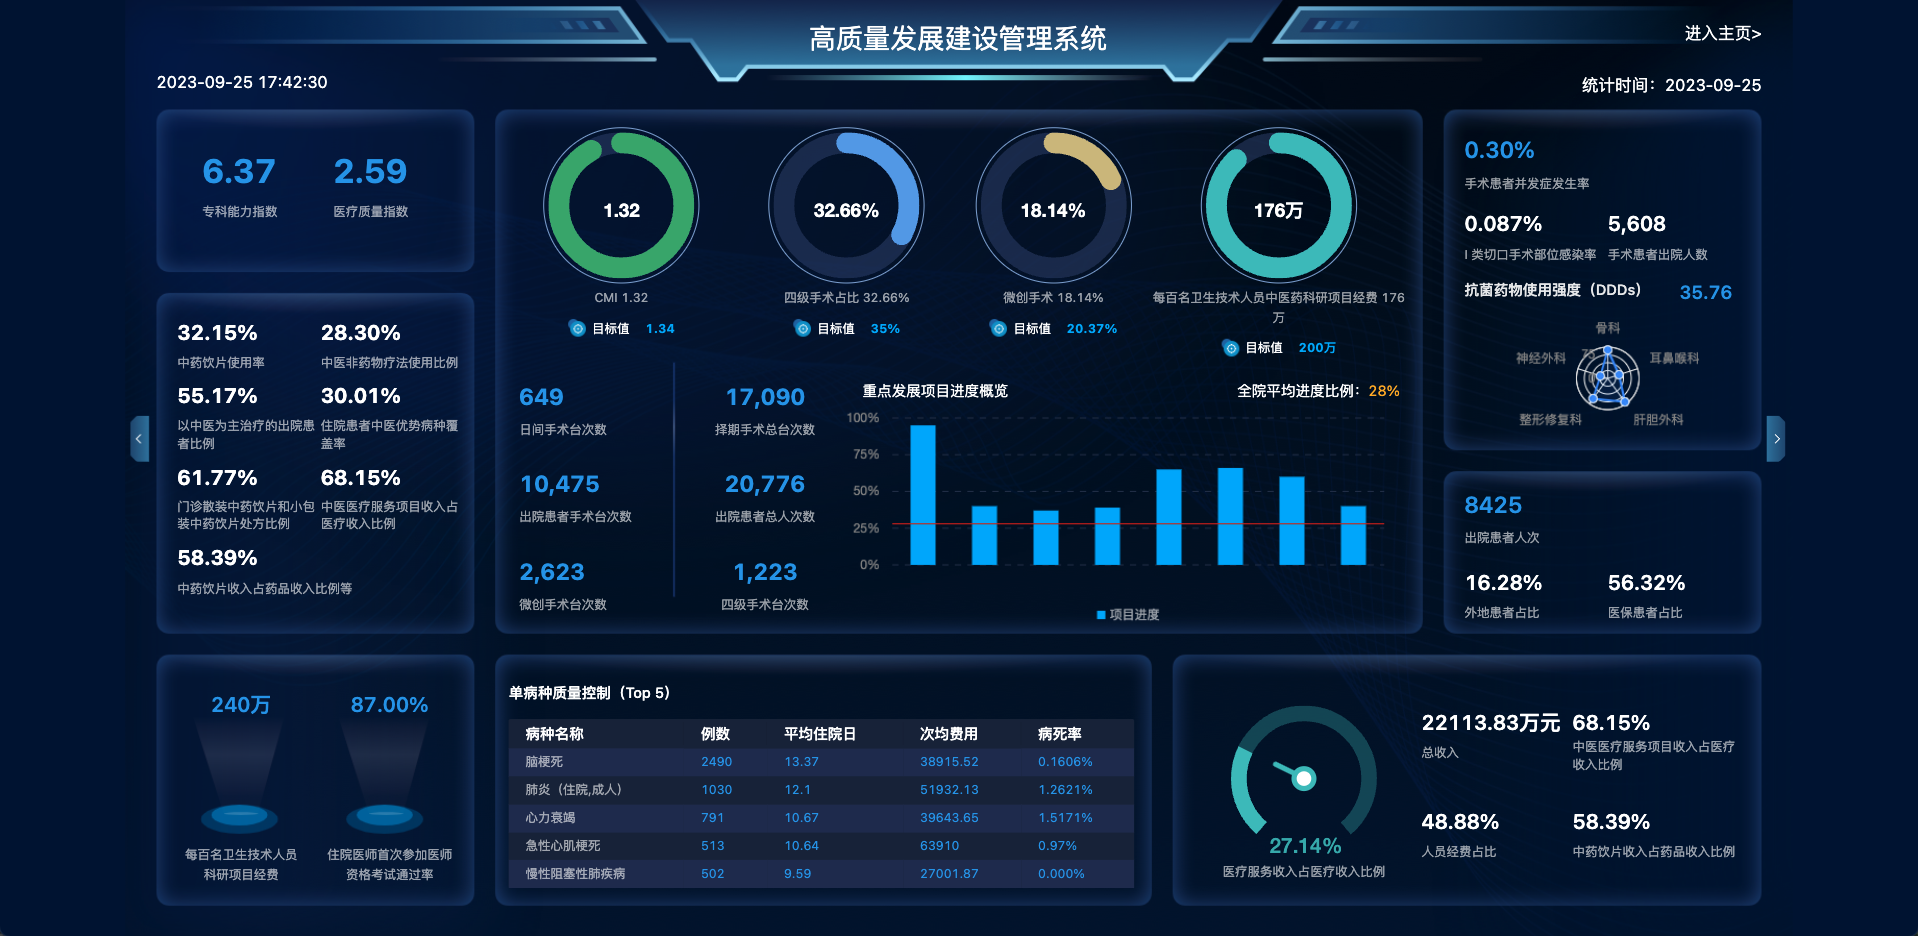 高质量发展建设管理系统
进入主页>
2023-09-25 17:42:30
统计时间：2023-09-25
6.37 2.59
专科能力指数 医疗质量指数
32.15% 28.30%
中药饮片使用率 中医非药物疗法使用比例
55.17% 30.01%
以中医为主治疗的出院患 住院患者中医优势病种覆
者比例 盖率
61.77% 68.15%
门诊散装中药饮片和小包 中医医疗服务项目收入占
装中药饮片处方比例 医疗收入比例
58.39%
中药饮片收入占药品收入比例等
1.32 32.66% 18.14% 176万
CMI 1.32 四级手术占比 32.66% 微创手术 18.14% 每百名卫生技术人员中医药科研项目经费 176
万
目标值 1.34 目标值 35% 目标值 20.37%
目标值 200万
649 17,090
日间手术台次数 择期手术总台次数
10,475 20,776
出院患者手术台次数 出院患者总人次数
2,623 1,223
微创手术台次数 四级手术台次数
重点发展项目进度概览 全院平均进度比例：28%
100%
75%
50%
25%
0%
项目进度
0.30%
手术患者并发症发生率
0.087% 5,608
I 类切口手术部位感染率 手术患者出院人数
抗菌药物使用强度（DDDs） 35.76
骨科
神经外科 75 耳鼻喉科
0
整形修复科 肝胆外科
8425
出院患者人次
16.28% 56.32%
外地患者占比 医保患者占比
240万 87.00%
每百名卫生技术人员 住院医师首次参加医师
科研项目经费 资格考试通过率
单病种质量控制（Top 5）
病种名称 例数 平均住院日 次均费用 病死率
脑梗死 2490 13.37 38915.52 0.1606%
肺炎（住院,成人） 1030 12.1 51932.13 1.2621%
心力衰竭 791 10.67 39643.65 1.5171%
急性心肌梗死 513 10.64 63910 0.97%
慢性阻塞性肺疾病 502 9.59 27001.87 0.000%
27.14%
医疗服务收入占医疗收入比例
22113.83万元 68.15%
总收入 中医医疗服务项目收入占医疗
收入比例
48.88% 58.39%
人员经费占比 中药饮片收入占药品收入比例